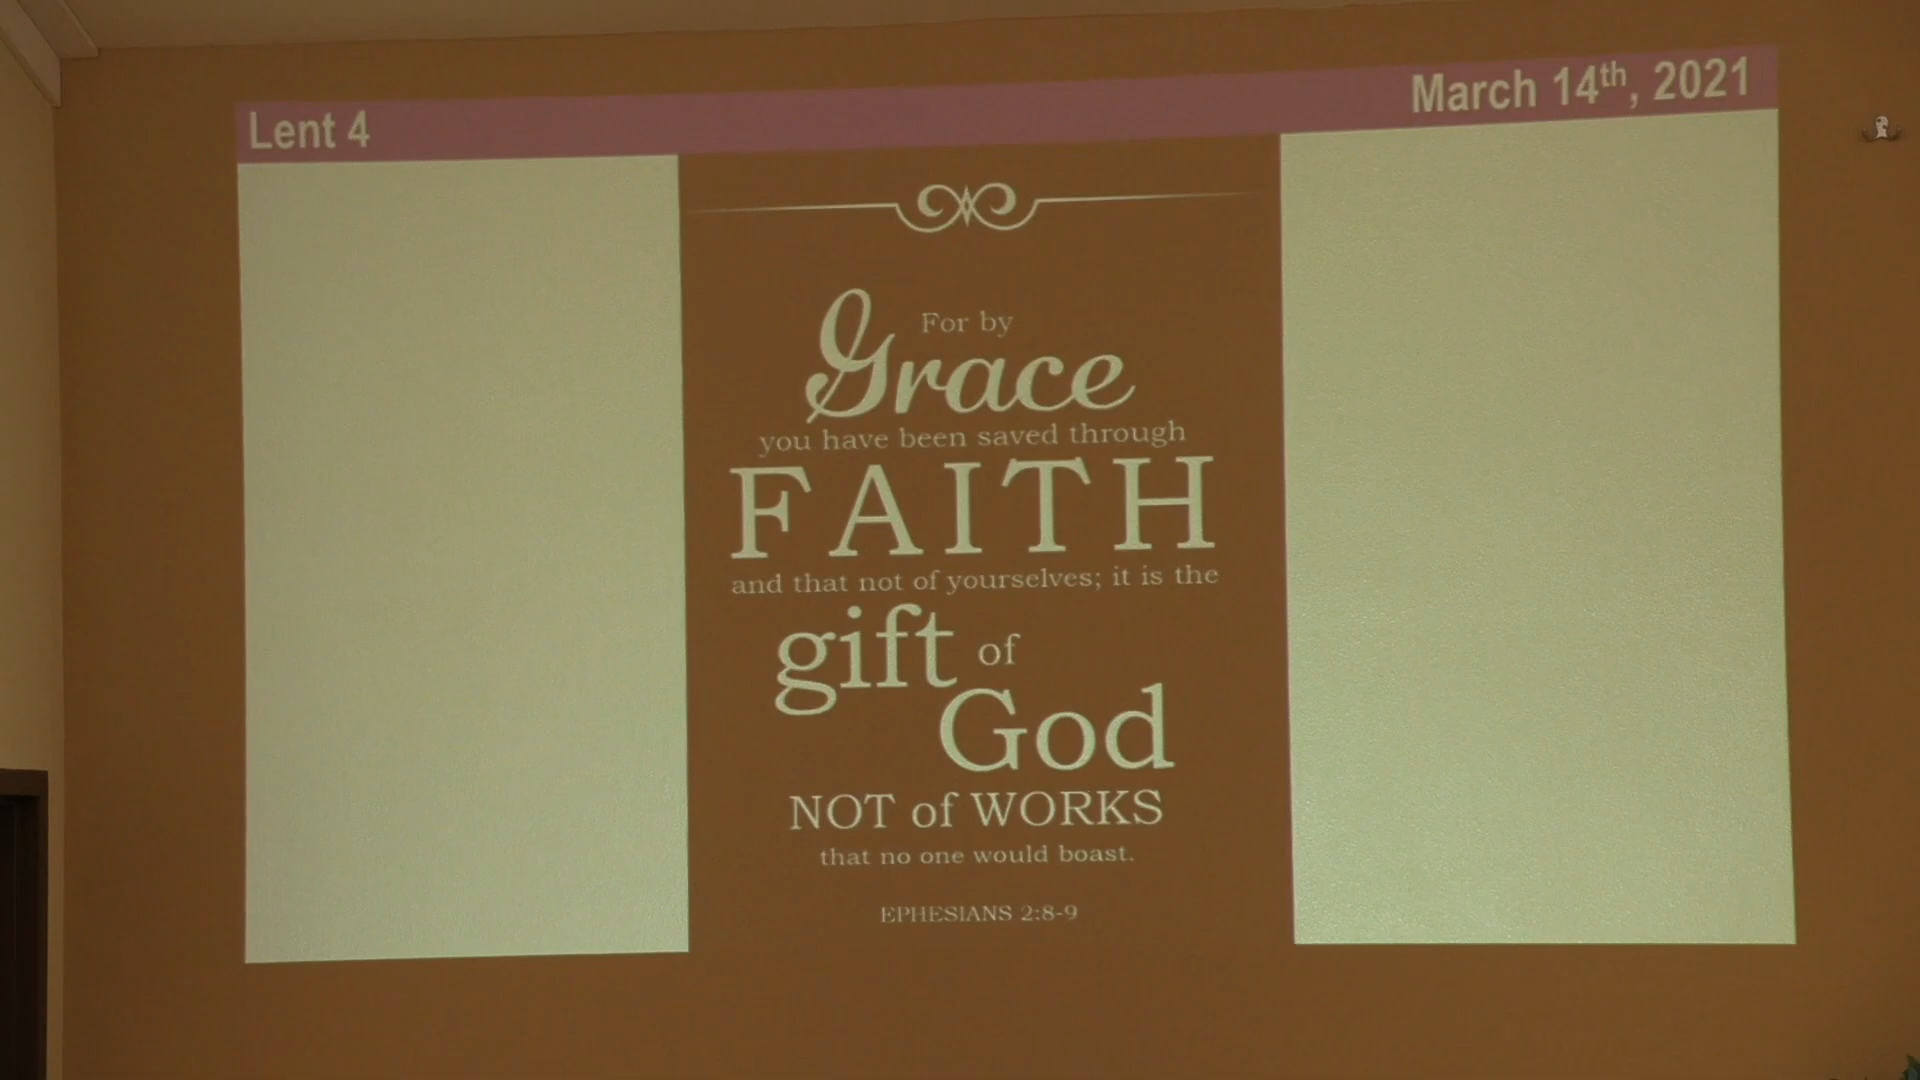 Lent 4
March 14th, 2021
For by
Grace
you have been saved through
FAITH
and that not of yourselves; it is the
gift of
God
NOT of WORKS
that no one would boast.
EPHESIANS 2:8-9